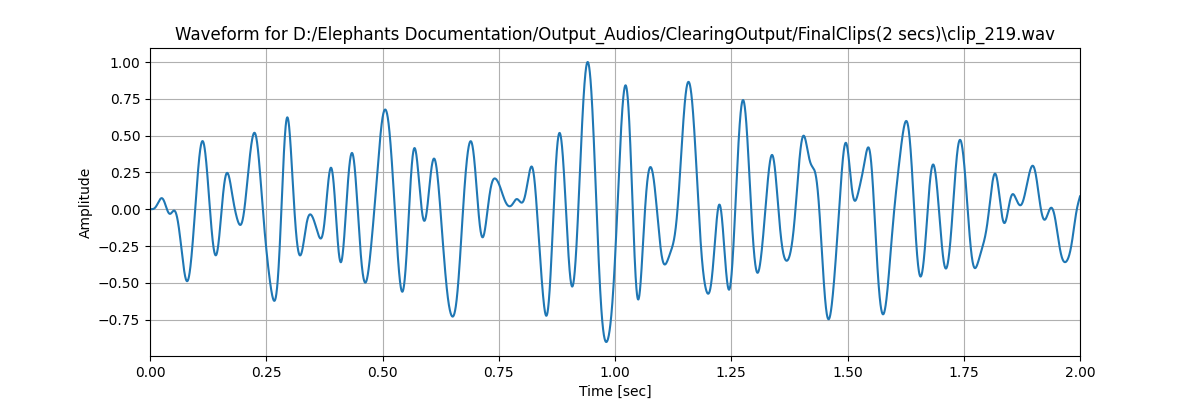 Waveform for D:/Elephants Documentation/Output_Audios/ClearingOutput/FinalClips(2 secs)\clip_219.wav
1.00
0.75
0.50
0.25
0.00
−0.25
−0.50
−0.75
Amplitude
0.00 0.25 0.50 0.75 1.00 1.25 1.50 1.75 2.00
Time [sec]